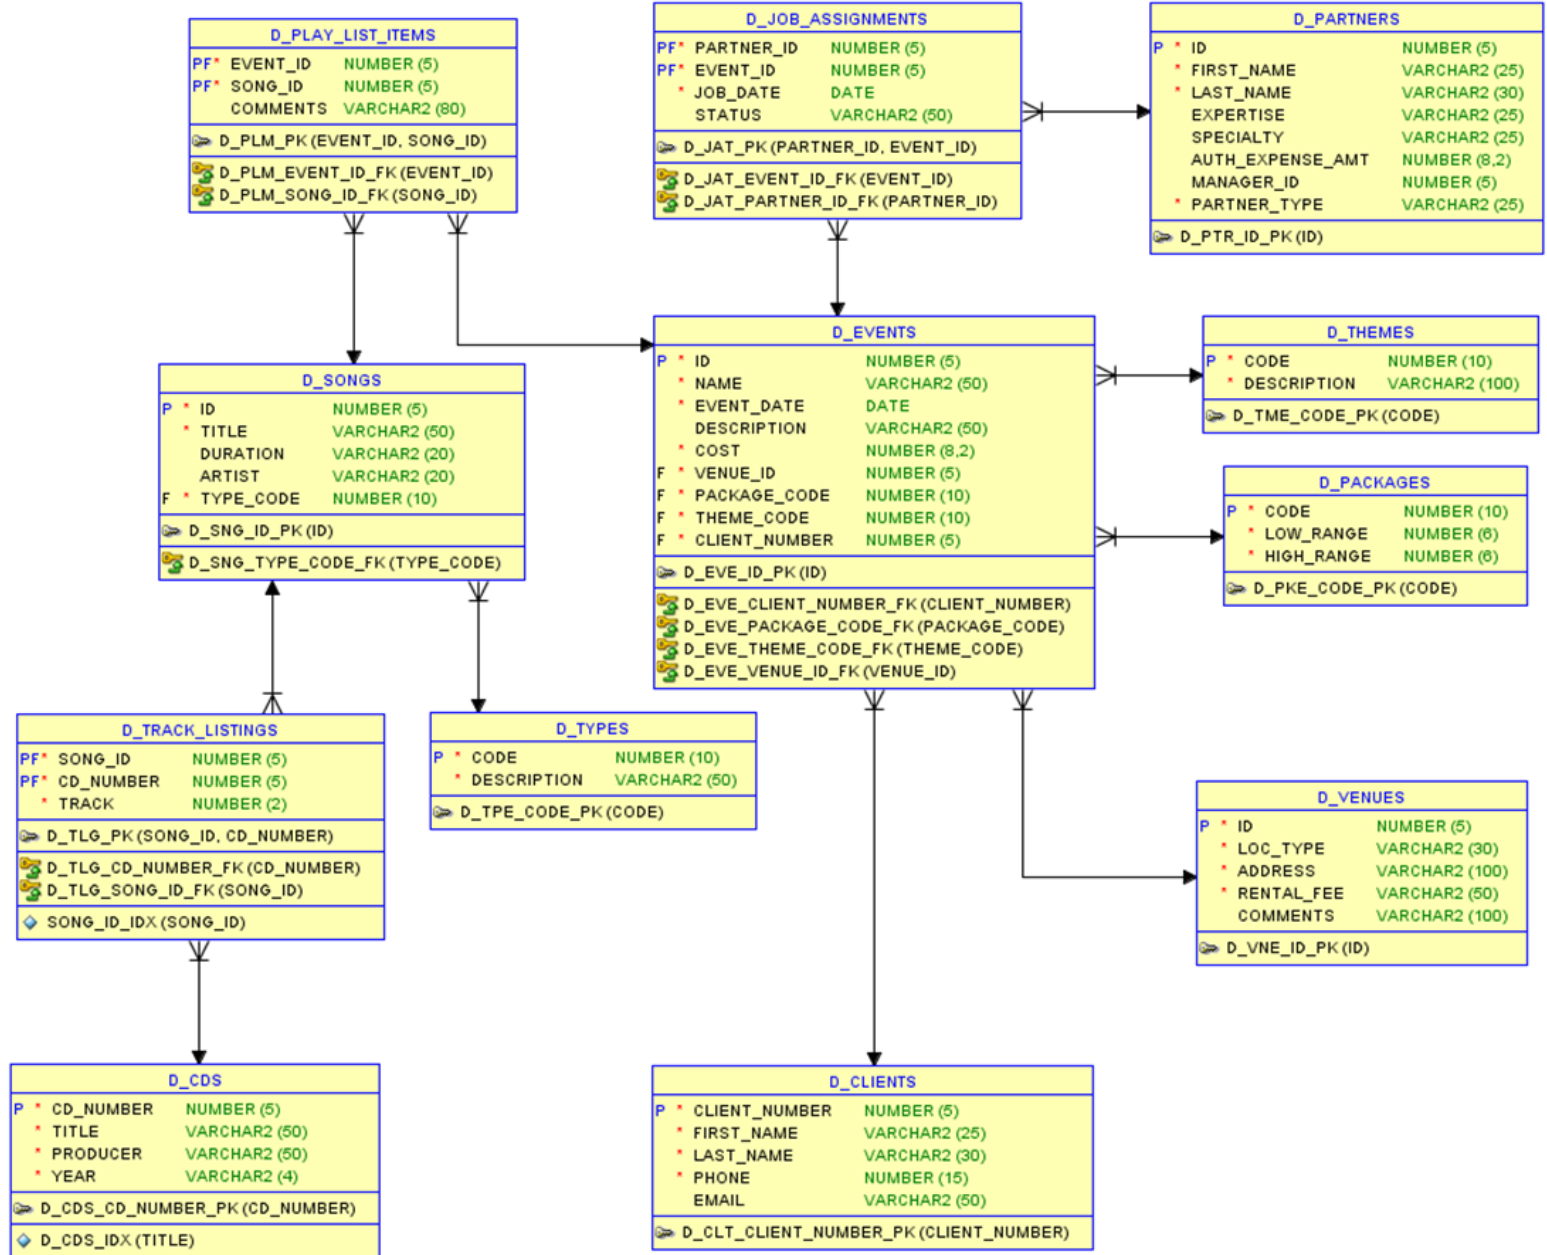 D_PLAY_LIST_ITEMS
PF* EVENT_ID NUMBER (5)
PF* SONG_ID NUMBER (5)
COMMENTS VARCHAR2 (80)
D_PLM_PK (EVENT_ID, SONG_ID)
D_PLM_EVENT_ID_FK (EVENT_ID)
D_PLM_SONG_ID_FK (SONG_ID)
D_JOB_ASSIGNMENTS
PF* PARTNER_ID NUMBER (5)
PF* EVENT_ID NUMBER (5)
* JOB_DATE DATE
STATUS VARCHAR2 (50)
D_JAT_PK (PARTNER_ID, EVENT_ID)
D_JAT_EVENT_ID_FK (EVENT_ID)
D_JAT_PARTNER_ID_FK (PARTNER_ID)
D_PARTNERS
P * ID NUMBER (5)
* FIRST_NAME VARCHAR2 (25)
* LAST_NAME VARCHAR2 (30)
EXPERTISE VARCHAR2 (25)
SPECIALTY VARCHAR2 (25)
AUTH_EXPENSE_AMT NUMBER (8,2)
MANAGER_ID NUMBER (5)
* PARTNER_TYPE VARCHAR2 (25)
D_PTR_ID_PK (ID)
D_SONGS
P * ID NUMBER (5)
* TITLE VARCHAR2 (50)
DURATION VARCHAR2 (20)
ARTIST VARCHAR2 (20)
F * TYPE_CODE NUMBER (10)
D_SNG_ID_PK (ID)
D_SNG_TYPE_CODE_FK (TYPE_CODE)
D_EVENTS
P * ID NUMBER (5)
* NAME VARCHAR2 (50)
* EVENT_DATE DATE
DESCRIPTION VARCHAR2 (50)
* COST NUMBER (8,2)
F * VENUE_ID NUMBER (5)
F * PACKAGE_CODE NUMBER (10)
F * THEME_CODE NUMBER (10)
F * CLIENT_NUMBER NUMBER (5)
D_EVE_ID_PK (ID)
D_EVE_CLIENT_NUMBER_FK (CLIENT_NUMBER)
D_EVE_PACKAGE_CODE_FK (PACKAGE_CODE)
D_EVE_THEME_CODE_FK (THEME_CODE)
D_EVE_VENUE_ID_FK (VENUE_ID)
D_THEMES
P * CODE NUMBER (10)
* DESCRIPTION VARCHAR2 (100)
D_TME_CODE_PK (CODE)
D_PACKAGES
P * CODE NUMBER (10)
* LOW_RANGE NUMBER (6)
* HIGH_RANGE NUMBER (6)
D_PKE_CODE_PK (CODE)
D_TRACK_LISTINGS
PF* SONG_ID NUMBER (5)
PF* CD_NUMBER NUMBER (5)
* TRACK NUMBER (2)
D_TLG_PK (SONG_ID, CD_NUMBER)
D_TLG_CD_NUMBER_FK (CD_NUMBER)
D_TLG_SONG_ID_FK (SONG_ID)
SONG_ID_IDX (SONG_ID)
D_TYPES
P * CODE NUMBER (10)
* DESCRIPTION VARCHAR2 (50)
D_TPE_CODE_PK (CODE)
D_VENUES
P * ID NUMBER (5)
* LOC_TYPE VARCHAR2 (30)
* ADDRESS VARCHAR2 (100)
* RENTAL_FEE VARCHAR2 (50)
COMMENTS VARCHAR2 (100)
D_VNE_ID_PK (ID)
D_CDS
P * CD_NUMBER NUMBER (5)
* TITLE VARCHAR2 (50)
* PRODUCER VARCHAR2 (50)
* YEAR VARCHAR2 (4)
D_CDS_CD_NUMBER_PK (CD_NUMBER)
D_CDS_IDX (TITLE)
D_CLIENTS
P * CLIENT_NUMBER NUMBER (5)
* FIRST_NAME VARCHAR2 (25)
* LAST_NAME VARCHAR2 (30)
* PHONE NUMBER (15)
EMAIL VARCHAR2 (50)
D_CLT_CLIENT_NUMBER_PK (CLIENT_NUMBER)